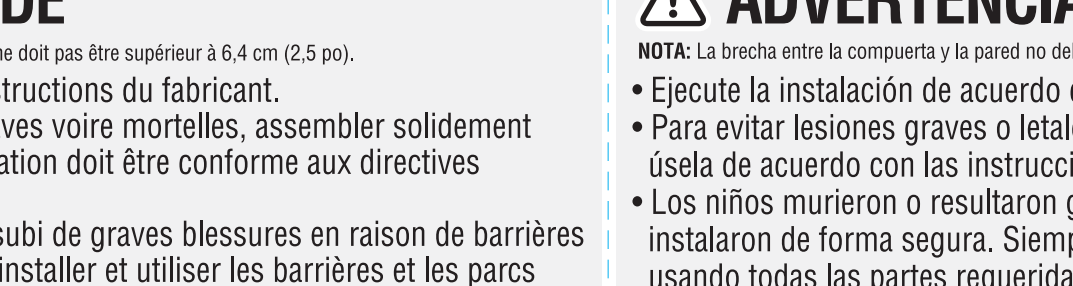 DE
ne doit pas être supérieur à 6,4 cm (2,5 po).
structions du fabricant.
aves voire mortelles, assembler solidement
ation doit être conforme aux directives
subi de graves blessures en raison de barrières
installer et utiliser les barrières et les parcs
ADVERTENCIA
NOTA: La brecha entre la compuerta y la pared no de
• Ejecute la instalación de acuerdo
• Para evitar lesiones graves o letal
úsela de acuerdo con las instrucci
• Los niños murieron o resultaron
instalaron de forma segura. Siemp
usando todas las partes requerida